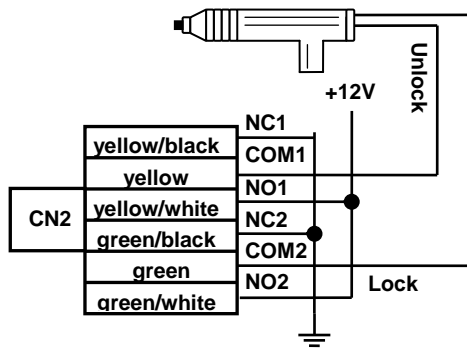 Unlock
+12V
NC1
yellow/black
COM1
yellow
NO1
yellow/white
CN2
NC2
green/black
COM2
green
NO2
Lock
green/white